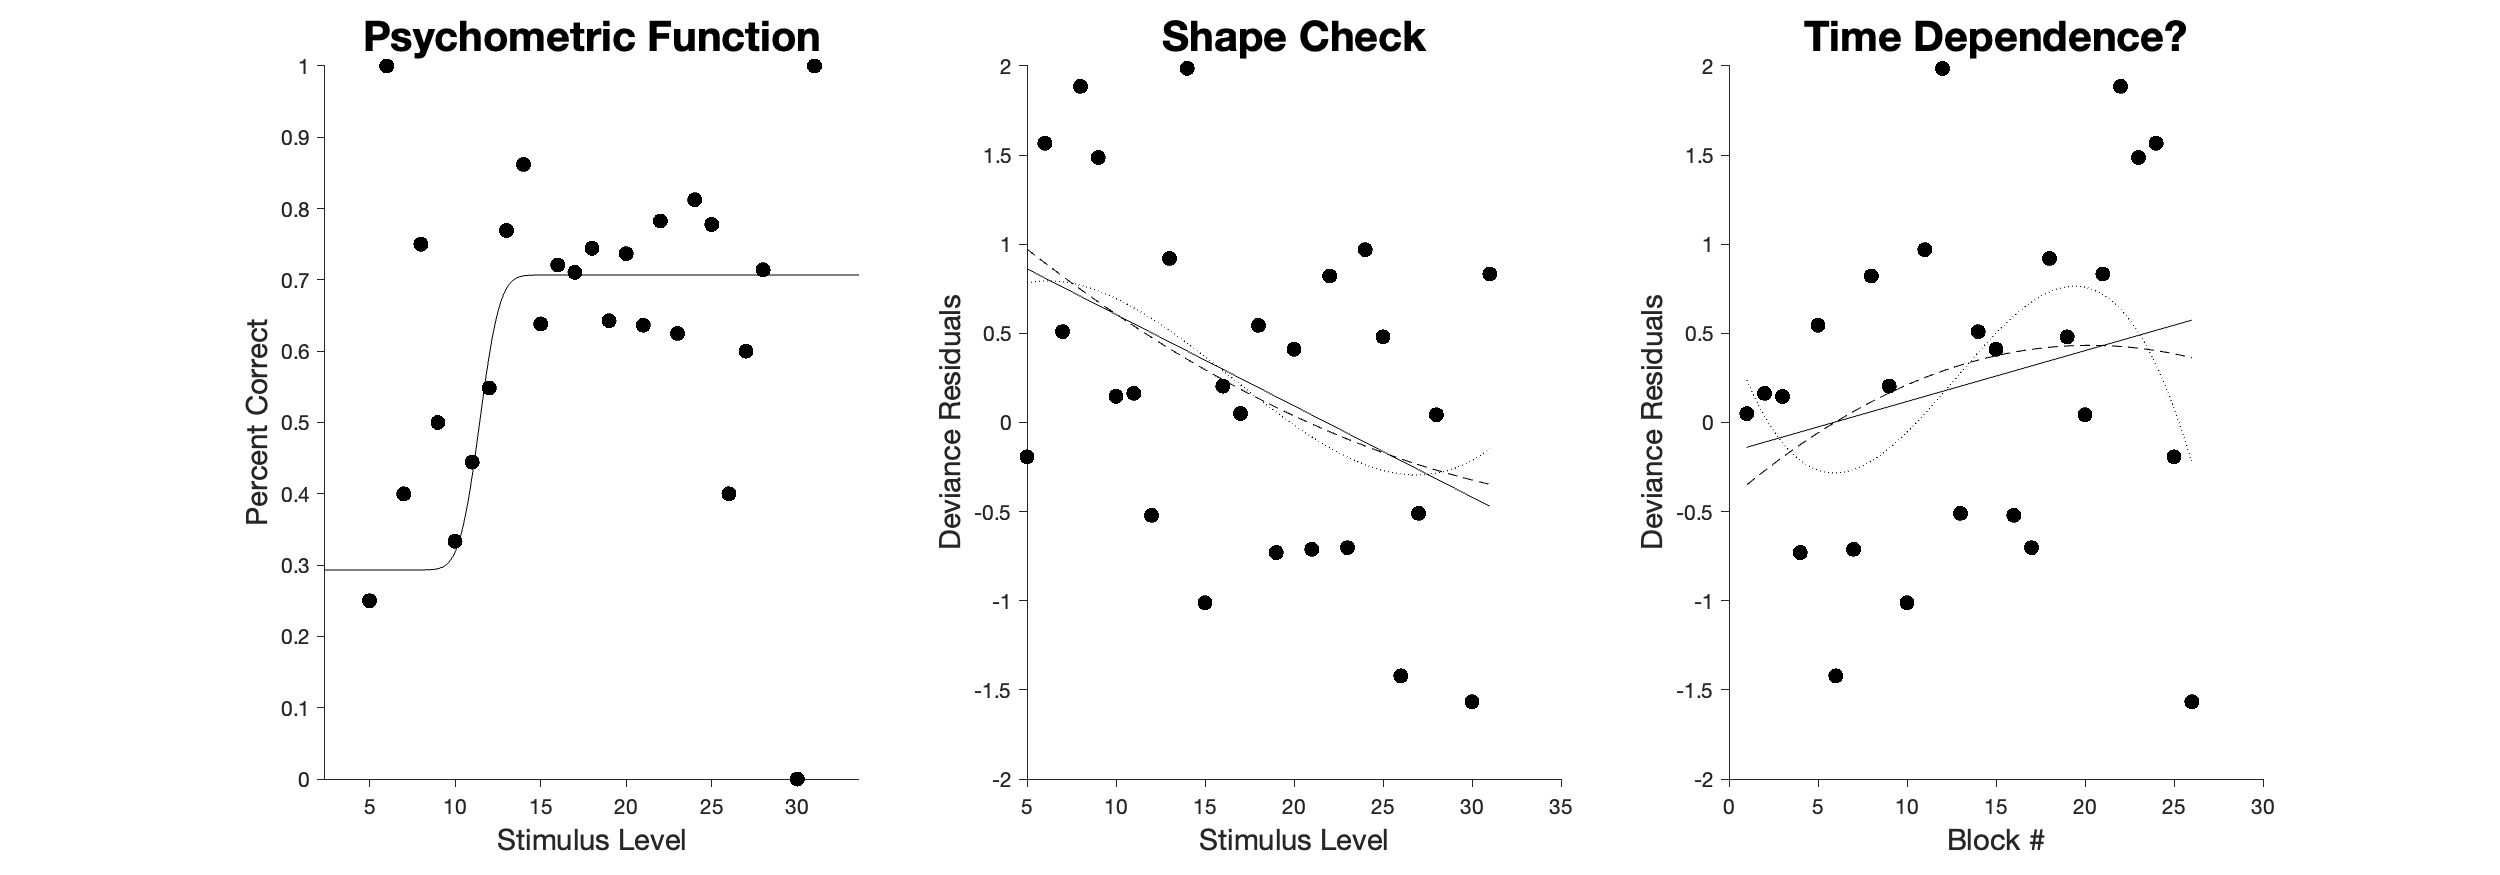 Psychometric Function
1
0.9
0.8
0.7
0.6
0.5
0.4
0.3
0.2
0.1
0
Percent Correct
5 10 15 20 25 30
Stimulus Level
Shape Check
2
1.5
1
0.5
0
-0.5
-1
-1.5
-2
Deviance Residuals
5 10 15 20 25 30 35
Stimulus Level
Time Dependence?
2
1.5
1
0.5
0
-0.5
-1
-1.5
-2
Deviance Residuals
0 5 10 15 20 25 30
Block #